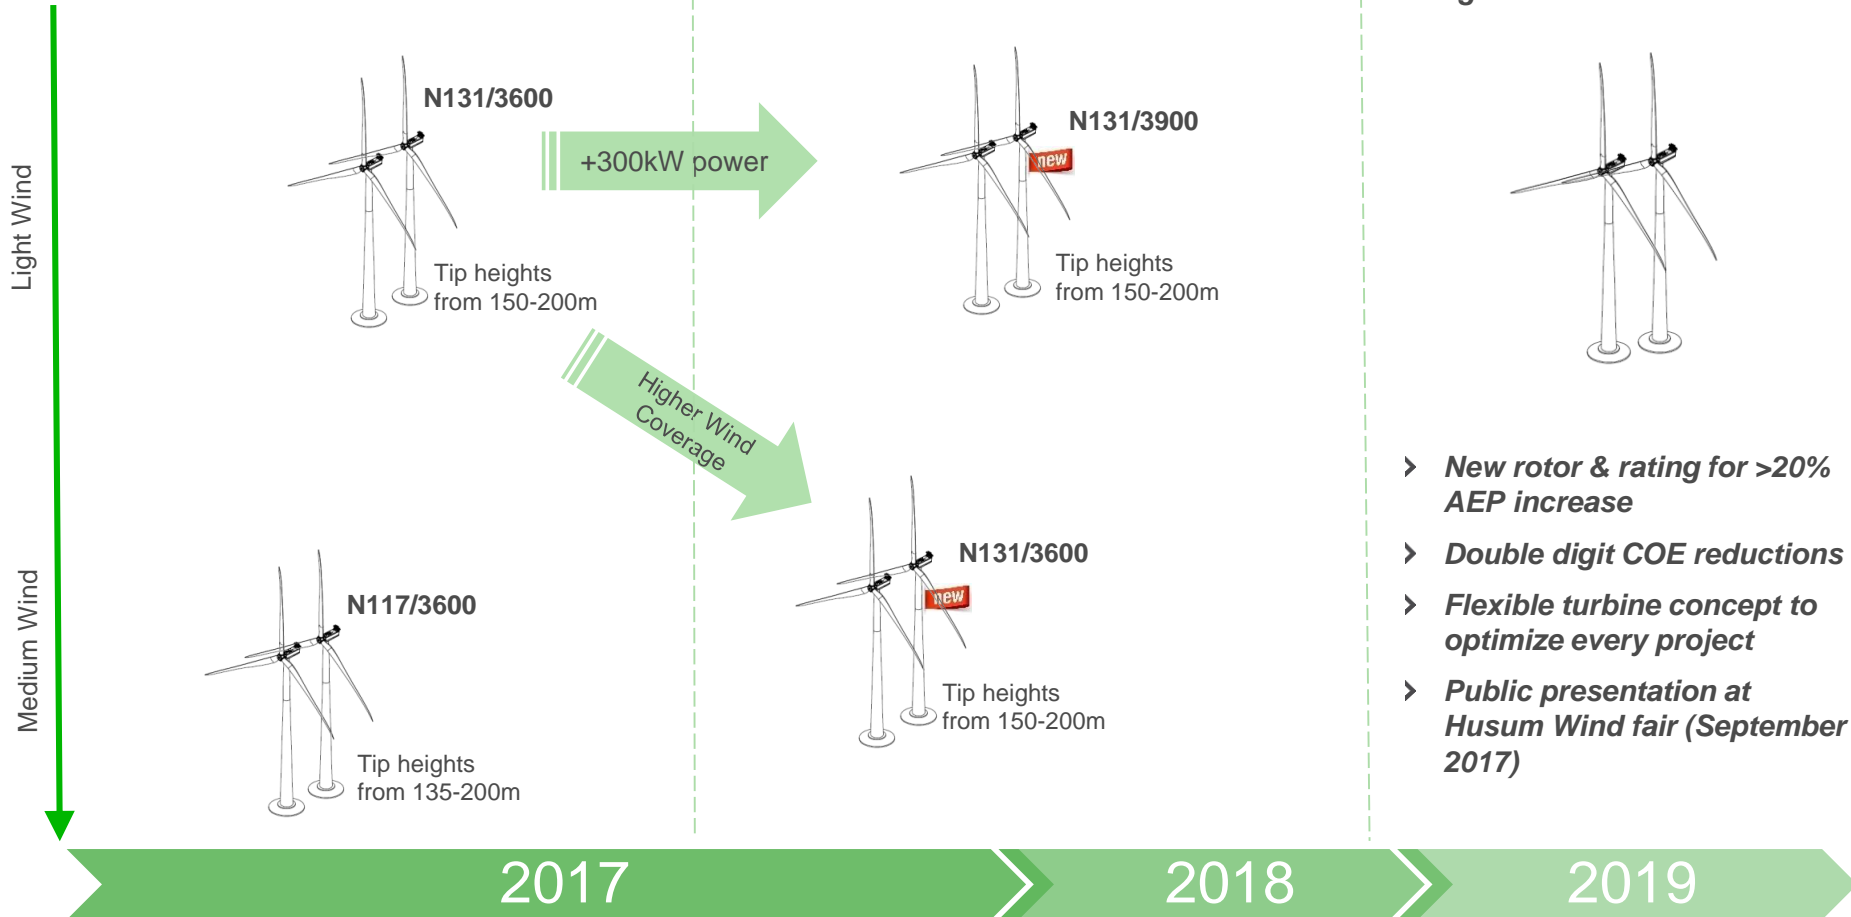 Light Wind
Medium Wind
N131/3600
+300kW power
N131/3900
new
Tip heights
from 150-200m
Tip heights
from 150-200m
Higher Wind
Coverage
N117/3600
Tip heights
from 135-200m
N131/3600
new
Tip heights
from 150-200m
New rotor & rating for >20%
AEP increase
Double digit COE reductions
Flexible turbine concept to
optimize every project
Public presentation at
Husum Wind fair (September
2017)
2017
2018
2019